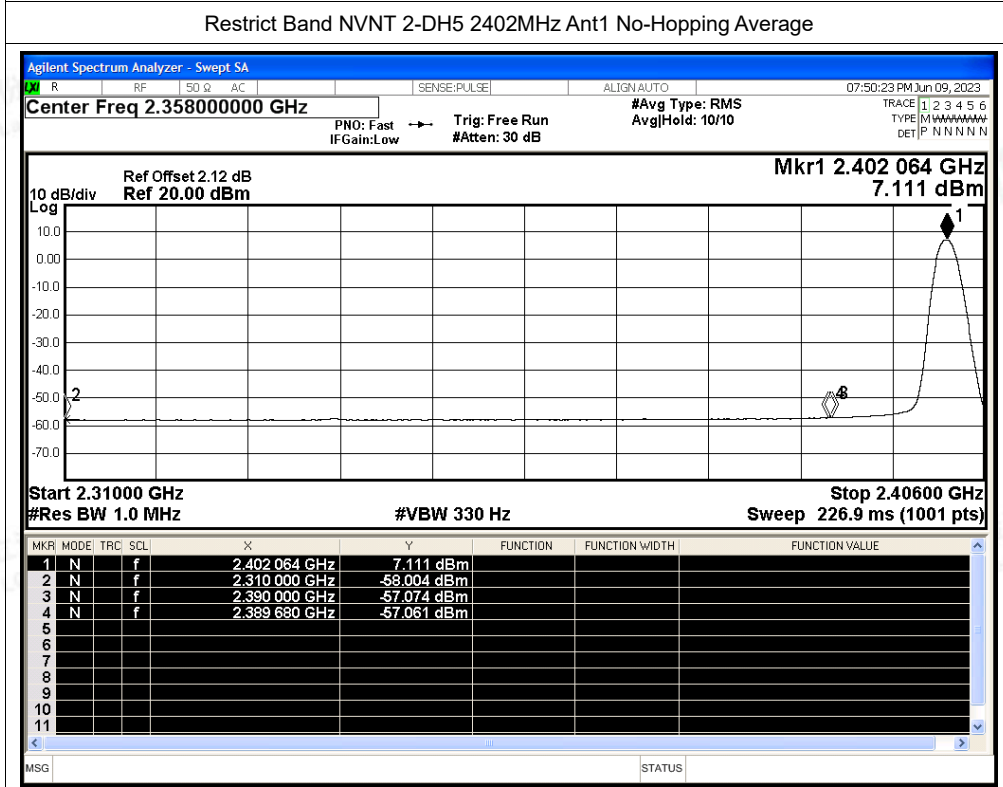 Restrict Band NVNT 2-DH5 2402MHz Ant1 No-Hopping Average
Agilent Spectrum Analyzer - Swept SA
LXI R RF 50 Ω AC SENSE:PULSE ALIGN AUTO 07:50:23 PM Jun 09, 2023
Center Freq 2.358000000 GHz #Avg Type: RMS TRACE 1 2 3 4 5 6
PNO: Fast Trig: Free Run Avg|Hold: 10/10 TYPE M WWWWW
IFGain:Low #Atten: 30 dB DET P N N N N N
Mkr1 2.402 064 GHz
Ref Offset 2.12 dB
10 dB/div Ref 20.00 dBm 7.111 dBm
Log
1
10.0
0.00
-10.0
-20.0
-30.0
-40.0
-50.0 2 4 3
-60.0
-70.0
Start 2.31000 GHz Stop 2.40600 GHz
#Res BW 1.0 MHz #VBW 330 Hz Sweep 226.9 ms (1001 pts)
MKR MODE TRC SCL X Y FUNCTION FUNCTION WIDTH FUNCTION VALUE
1 N f 2.402 064 GHz 7.111 dBm
2 N f 2.310 000 GHz -58.004 dBm
3 N f 2.390 000 GHz -57.074 dBm
4 N f 2.389 680 GHz -57.061 dBm
5
6
7
8
9
10
11
MSG STATUS